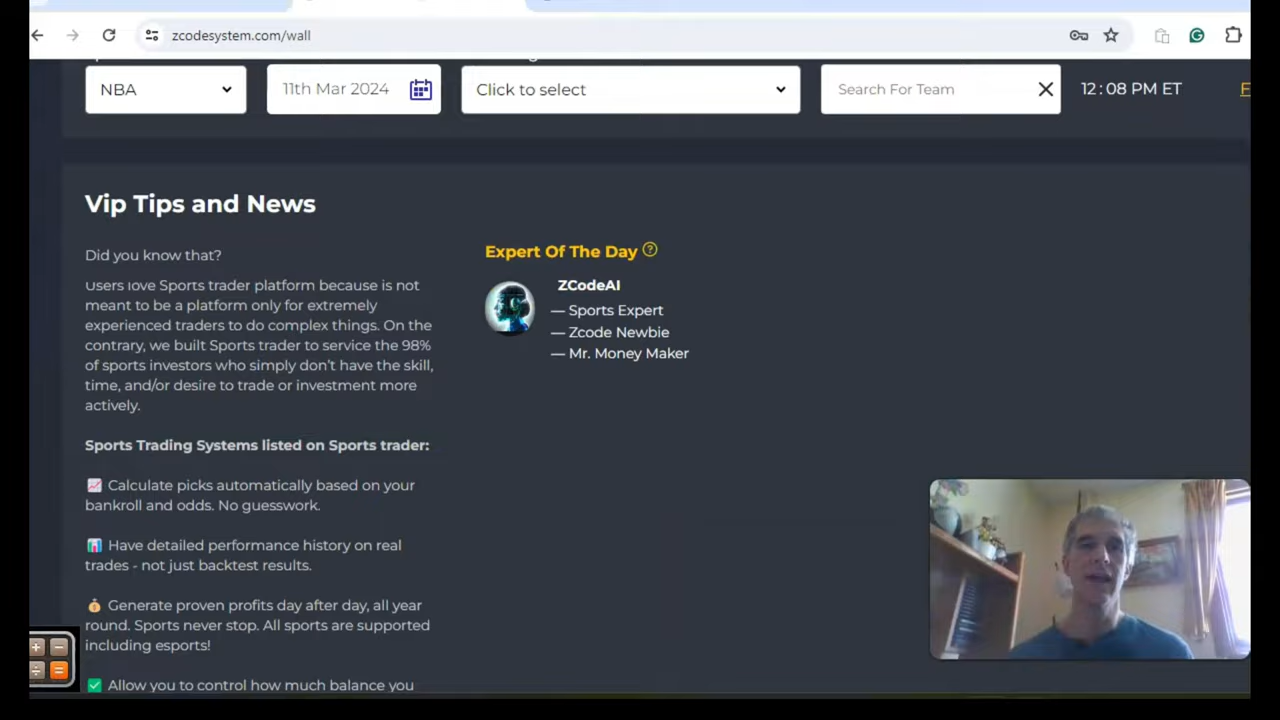 zcodesystem.com/wall
NBA
11th Mar 2024
Click to select
Search For Team
12:08 PM ET
Vip Tips and News
Did you know that?
Users love Sports trader platform because is not
meant to be a platform only for extremely
experienced traders to do complex things. On the
contrary, we built Sports trader to service the 98%
of sports investors who simply don't have the skill,
time, and/or desire to trade or investment more
actively.
Sports Trading Systems listed on Sports trader:
Calculate picks automatically based on your
bankroll and odds. No guesswork.
Have detailed performance history on real
trades - not just backtest results.
Generate proven profits day after day, all year
round. Sports never stop. All sports are supported
including esports!
Allow you to control how much balance you
Expert Of The Day ?
ZCodeAI
— Sports Expert
— Zcode Newbie
— Mr. Money Maker